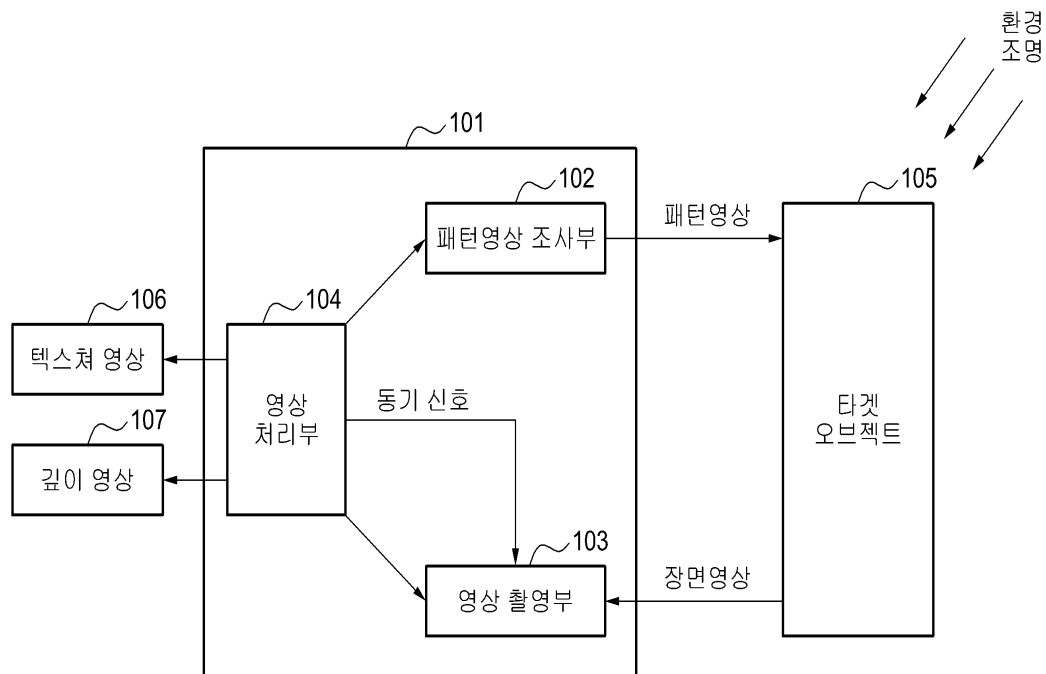 환경
조명
101
102
105
패턴영상 조사부
패턴영상
106
104
텍스쳐 영상
영상
처리부
동기 신호
타겟
오브젝트
107
깊이 영상
103
영상 촬영부
장면영상